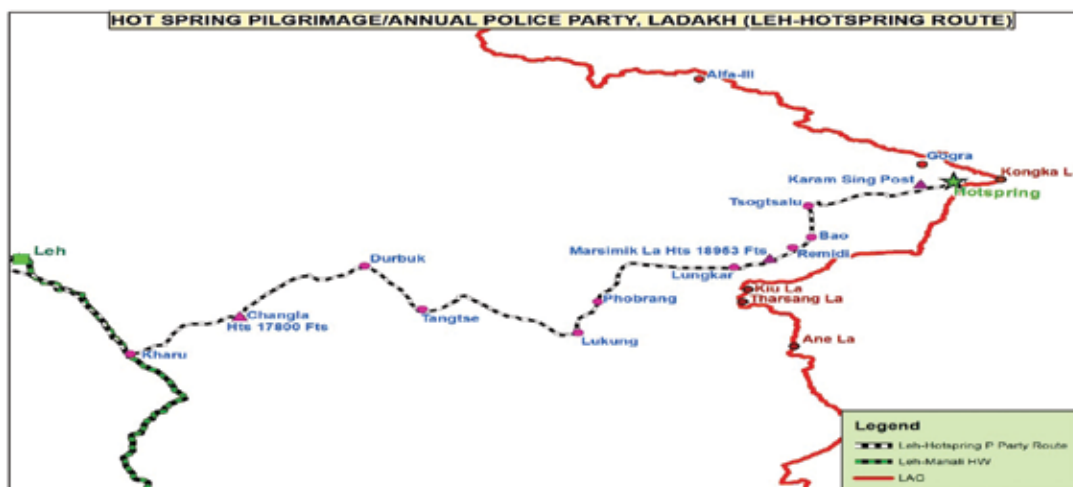 HOT SPRING PILGRIMAGE/ANNUAL POLICE PARTY, LADAKH (LEH-HOTSPRING ROUTE)
Alfa-III
Gogra
Kongka L
Karam Sing Post
Hotspring
Tsogtsalu
Bao
Marsimik La Hts 18953 Fts
Remidi
Leh
Durbuk
Lungkar
Kiu La
Tharsang La
Phobrang
Changla
Hts 17800 Fts
Tangtse
Lukung
Ane La
Kharu
Legend
Leh-Hotspring P Party Route
Leh-Manali HW
LAC